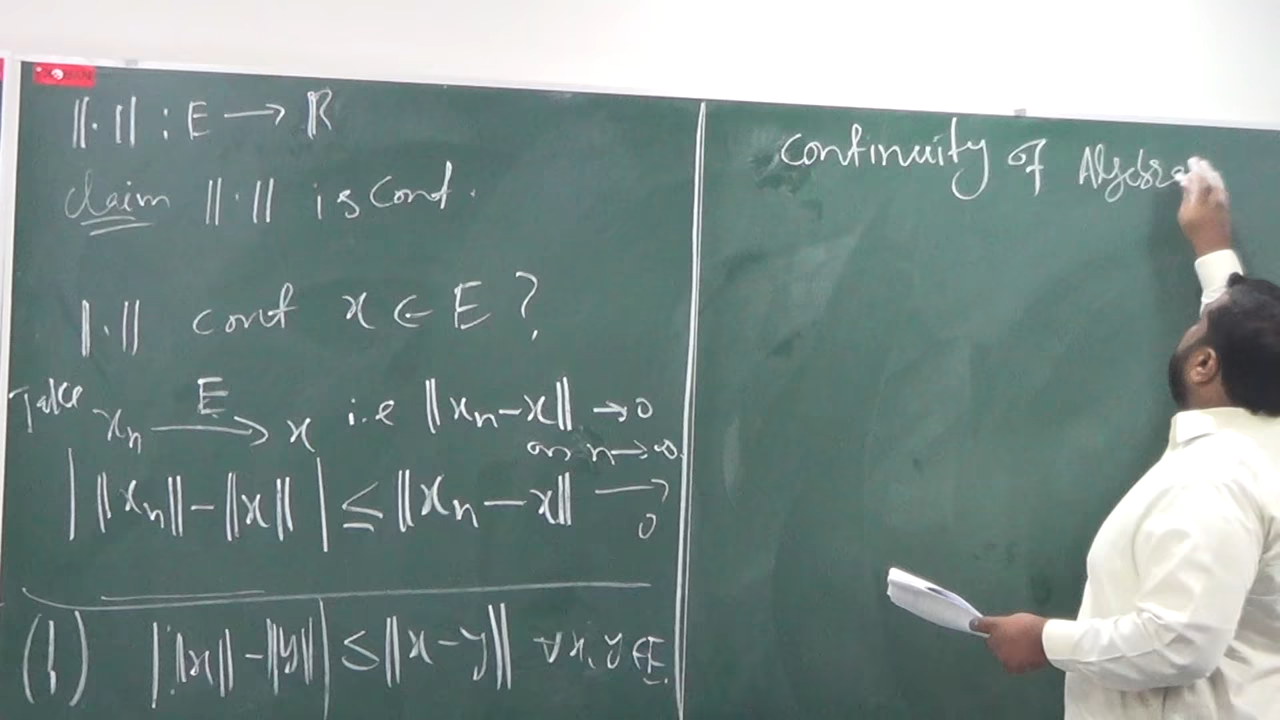 ||·|| : E → ℝ
claim ||·|| is cont.
||·|| cont x ∈ E ?
Take xₙ →ᴱ x i.e ||xₙ-x|| → 0
as n → ∞.
| ||xₙ|| - ||x|| | ≤ ||xₙ - x|| → 0
(1) | ||x|| - ||y|| | ≤ ||x - y|| ∀ x, y ∈ E.
Continuity of Algebra